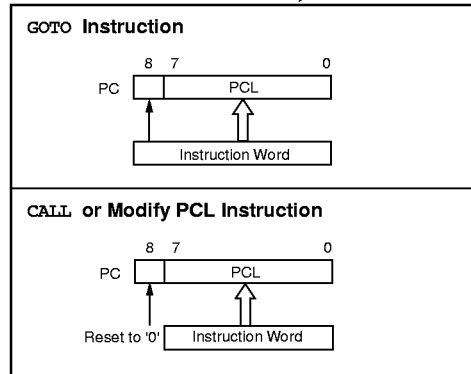 GOTO Instruction
8 7 0
PC PCL
Instruction Word
CALL or Modify PCL Instruction
8 7 0
PC PCL
Reset to '0' Instruction Word